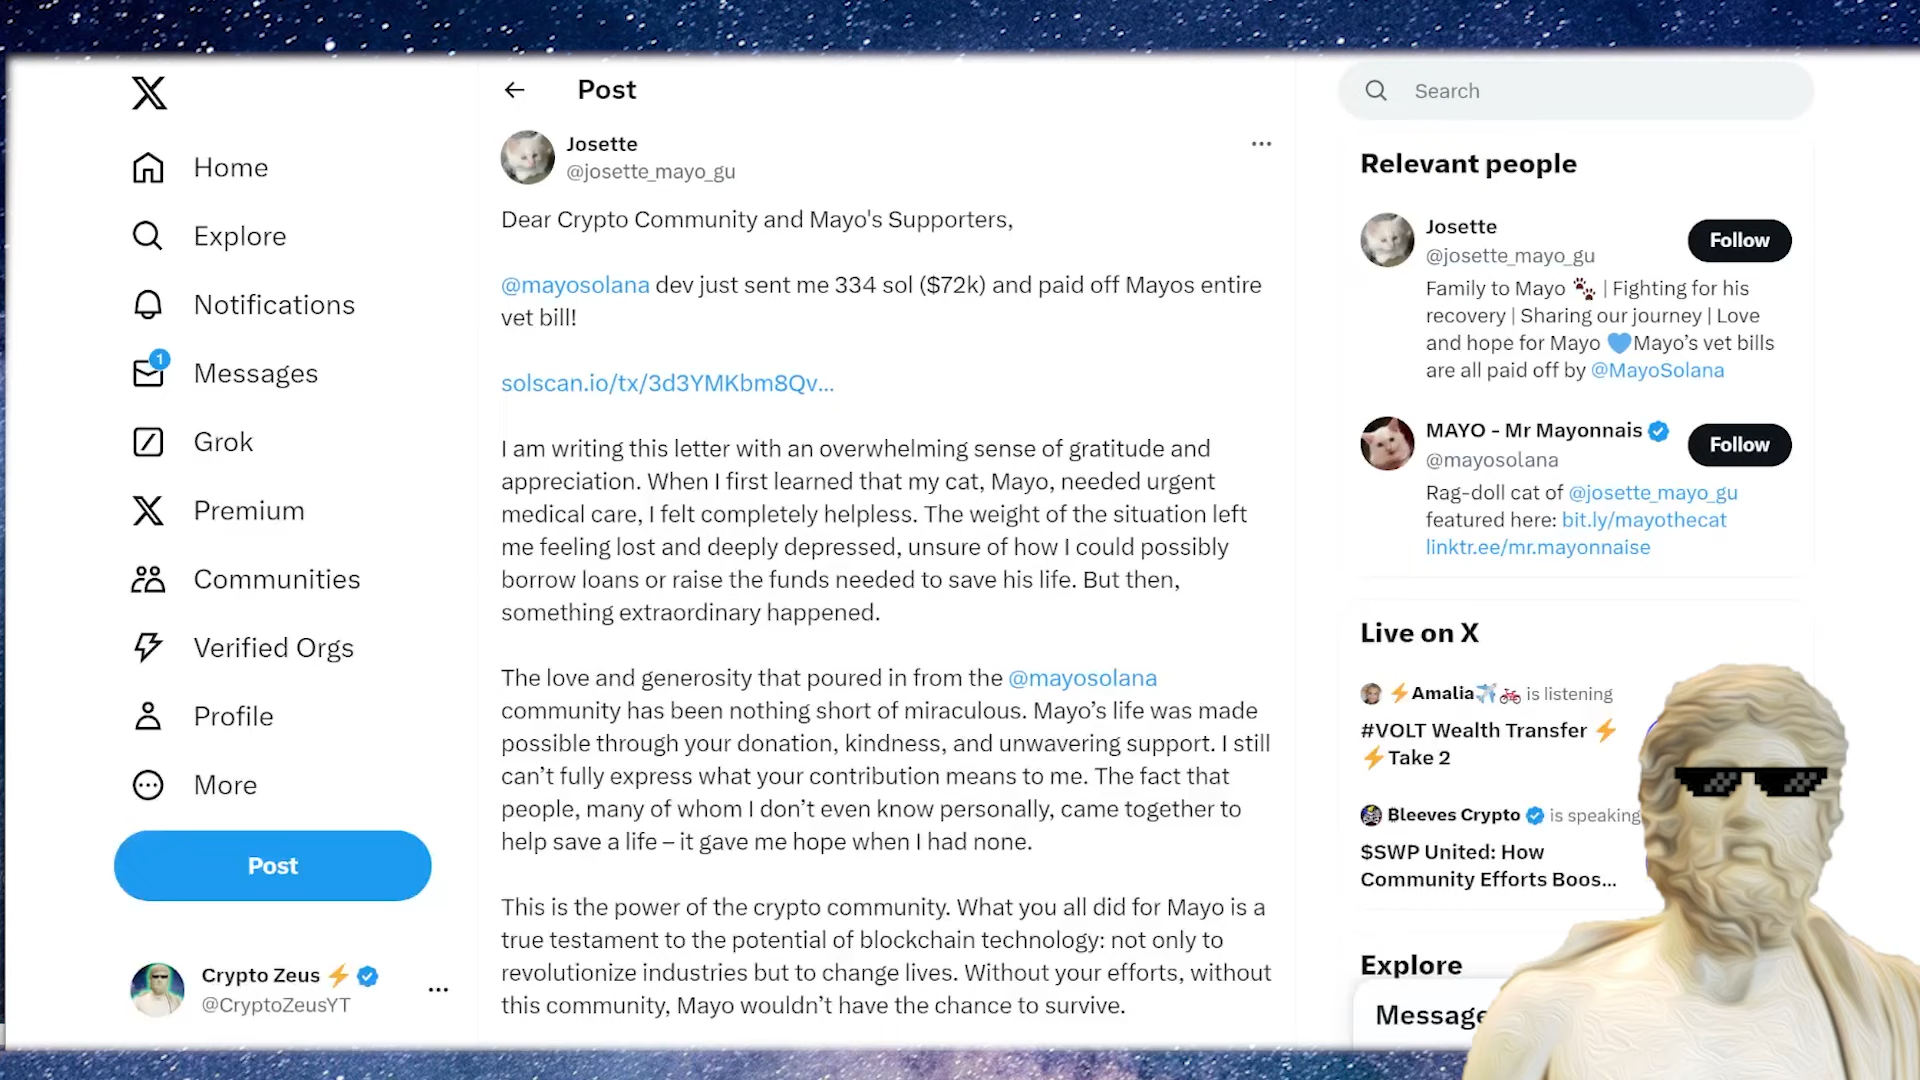 Home
Explore
Notifications
1
Messages
Grok
Premium
Communities
Verified Orgs
Profile
More
Post
Crypto Zeus⚡
@CryptoZeusYT
Post
Josette
@josette_mayo_gu
Dear Crypto Community and Mayo's Supporters,
@mayosolana dev just sent me 334 sol ($72k) and paid off Mayos entire
vet bill!
solscan.io/tx/3d3YMKbm8Qv...
I am writing this letter with an overwhelming sense of gratitude and
appreciation. When I first learned that my cat, Mayo, needed urgent
medical care, I felt completely helpless. The weight of the situation left
me feeling lost and deeply depressed, unsure of how I could possibly
borrow loans or raise the funds needed to save his life. But then,
something extraordinary happened.
The love and generosity that poured in from the @mayosolana
community has been nothing short of miraculous. Mayo’s life was made
possible through your donation, kindness, and unwavering support. I still
can’t fully express what your contribution means to me. The fact that
people, many of whom I don’t even know personally, came together to
help save a life – it gave me hope when I had none.
This is the power of the crypto community. What you all did for Mayo is a
true testament to the potential of blockchain technology: not only to
revolutionize industries but to change lives. Without your efforts, without
this community, Mayo wouldn’t have the chance to survive.
Search
Relevant people
Josette
@josette_mayo_gu
Follow
Family to Mayo 🐾 | Fighting for his
recovery | Sharing our journey | Love
and hope for Mayo 💙Mayo’s vet bills
are all paid off by @MayoSolana
MAYO - Mr Mayonnais
@mayosolana
Follow
Rag-doll cat of @josette_mayo_gu
featured here: bit.ly/mayothecat
linktr.ee/mr.mayonnaise
Live on X
⚡Amalia✈️🚲 is listening
#VOLT Wealth Transfer ⚡
⚡Take 2
Bleeves Crypto is speaking
$SWP United: How
Community Efforts Boos...
Explore
Message